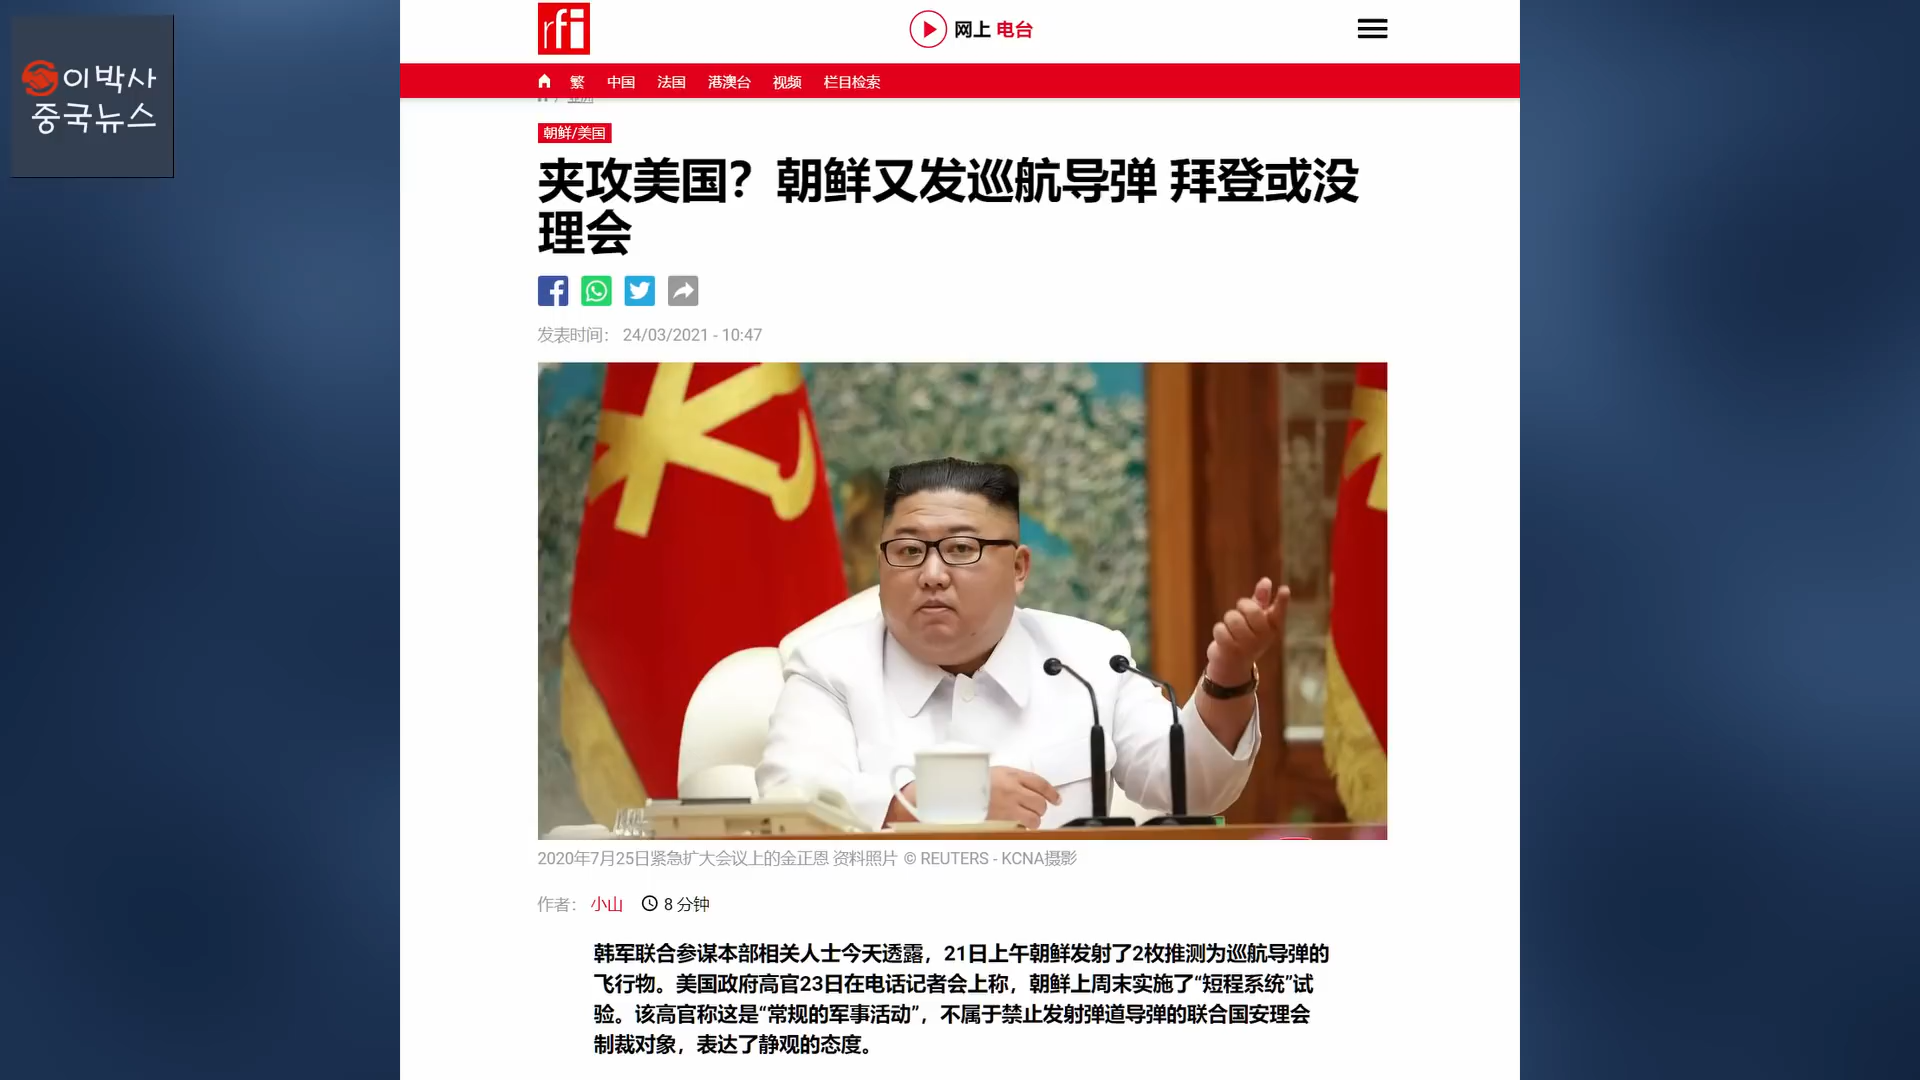 이박사
중국뉴스
rfi
网上 电台
繁 中国 法国 港澳台 视频 栏目检索
朝鲜/美国
夹攻美国？朝鲜又发巡航导弹 拜登或没
理会
发表时间： 24/03/2021 - 10:47
2020年7月25日紧急扩大会议上的金正恩 资料照片 © REUTERS - KCNA摄影
作者： 小山 8 分钟
韩军联合参谋本部相关人士今天透露，21日上午朝鲜发射了2枚推测为巡航导弹的
飞行物。美国政府高官23日在电话记者会上称，朝鲜上周末实施了“短程系统”试
验。该高官称这是“常规的军事活动”，不属于禁止发射弹道导弹的联合国安理会
制裁对象，表达了静观的态度。